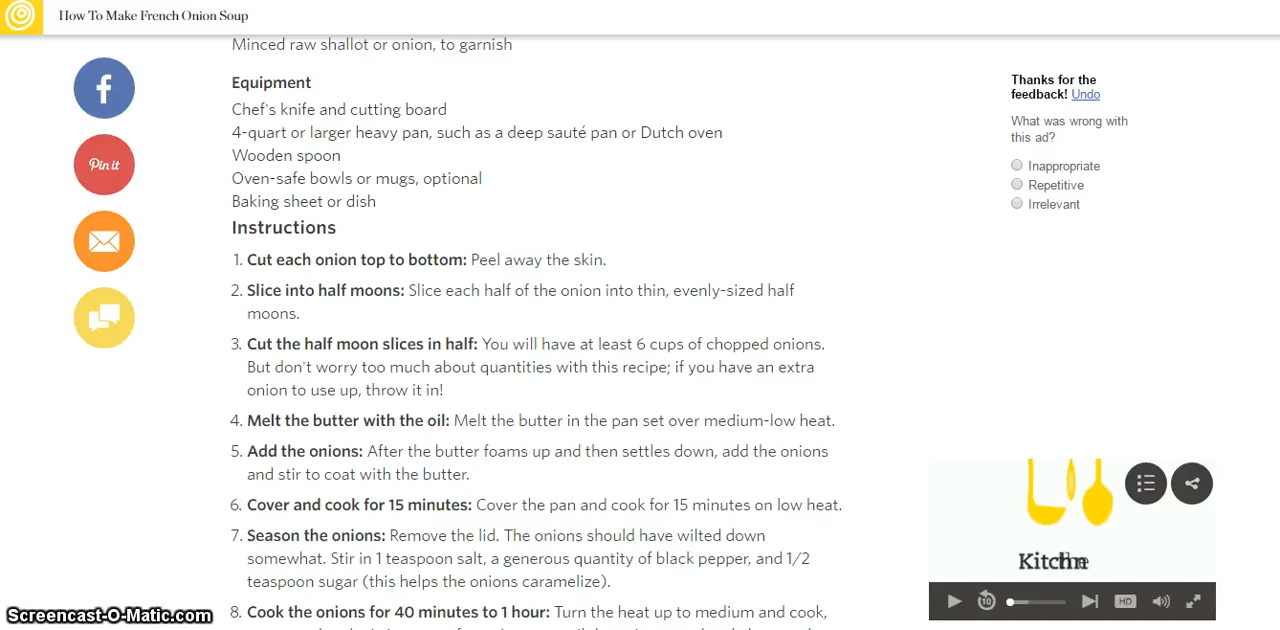 How To Make French Onion Soup
Minced raw shallot or onion, to garnish
Equipment
Chef's knife and cutting board
4-quart or larger heavy pan, such as a deep sauté pan or Dutch oven
Wooden spoon
Oven-safe bowls or mugs, optional
Baking sheet or dish
Instructions
1. Cut each onion top to bottom: Peel away the skin.
2. Slice into half moons: Slice each half of the onion into thin, evenly-sized half
moons.
3. Cut the half moon slices in half: You will have at least 6 cups of chopped onions.
But don't worry too much about quantities with this recipe; if you have an extra
onion to use up, throw it in!
4. Melt the butter with the oil: Melt the butter in the pan set over medium-low heat.
5. Add the onions: After the butter foams up and then settles down, add the onions
and stir to coat with the butter.
6. Cover and cook for 15 minutes: Cover the pan and cook for 15 minutes on low heat.
7. Season the onions: Remove the lid. The onions should have wilted down
somewhat. Stir in 1 teaspoon salt, a generous quantity of black pepper, and 1/2
teaspoon sugar (this helps the onions caramelize).
8. Cook the onions for 40 minutes to 1 hour: Turn the heat up to medium and cook,
f
Pin it
Thanks for the
feedback! Undo
What was wrong with
this ad?
Inappropriate
Repetitive
Irrelevant
10
HD
Screencast-O-Matic.com